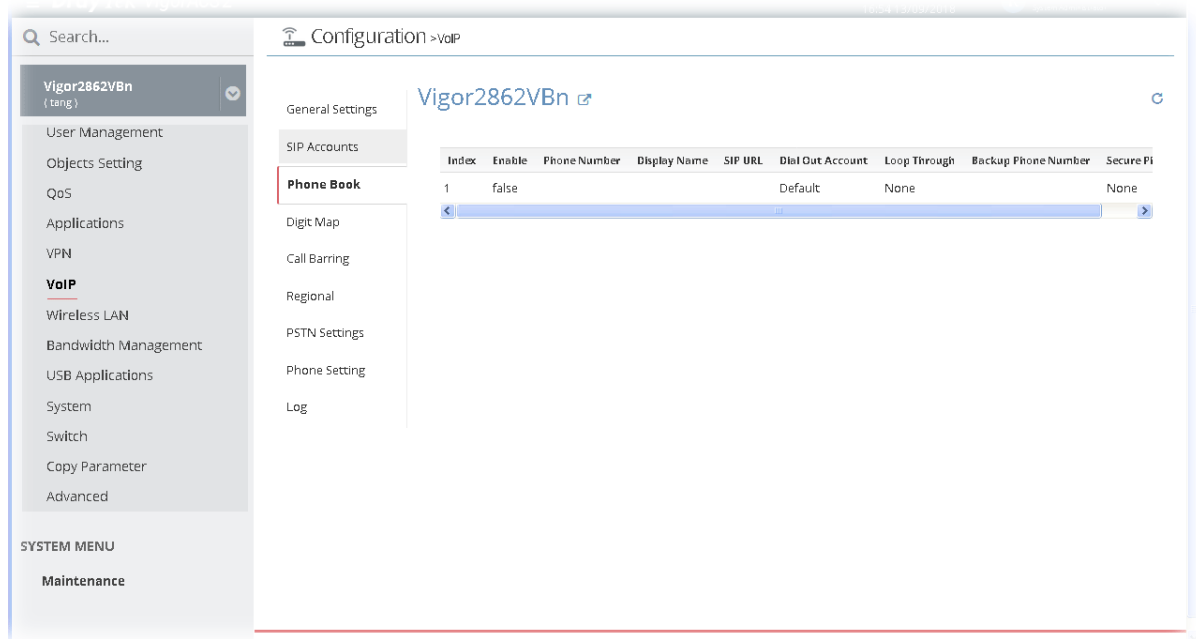 Search...
Configuration >VoIP
Vigor2862VBn
( tang )
User Management
Objects Setting
QoS
Applications
VPN
VoIP
Wireless LAN
Bandwidth Management
USB Applications
System
Switch
Copy Parameter
Advanced
SYSTEM MENU
Maintenance
General Settings
SIP Accounts
Phone Book
Digit Map
Call Barring
Regional
PSTN Settings
Phone Setting
Log
Vigor2862VBn
Index Enable Phone Number Display Name SIP URL Dial Out Account Loop Through Backup Phone Number Secure Pi
1 false Default None None